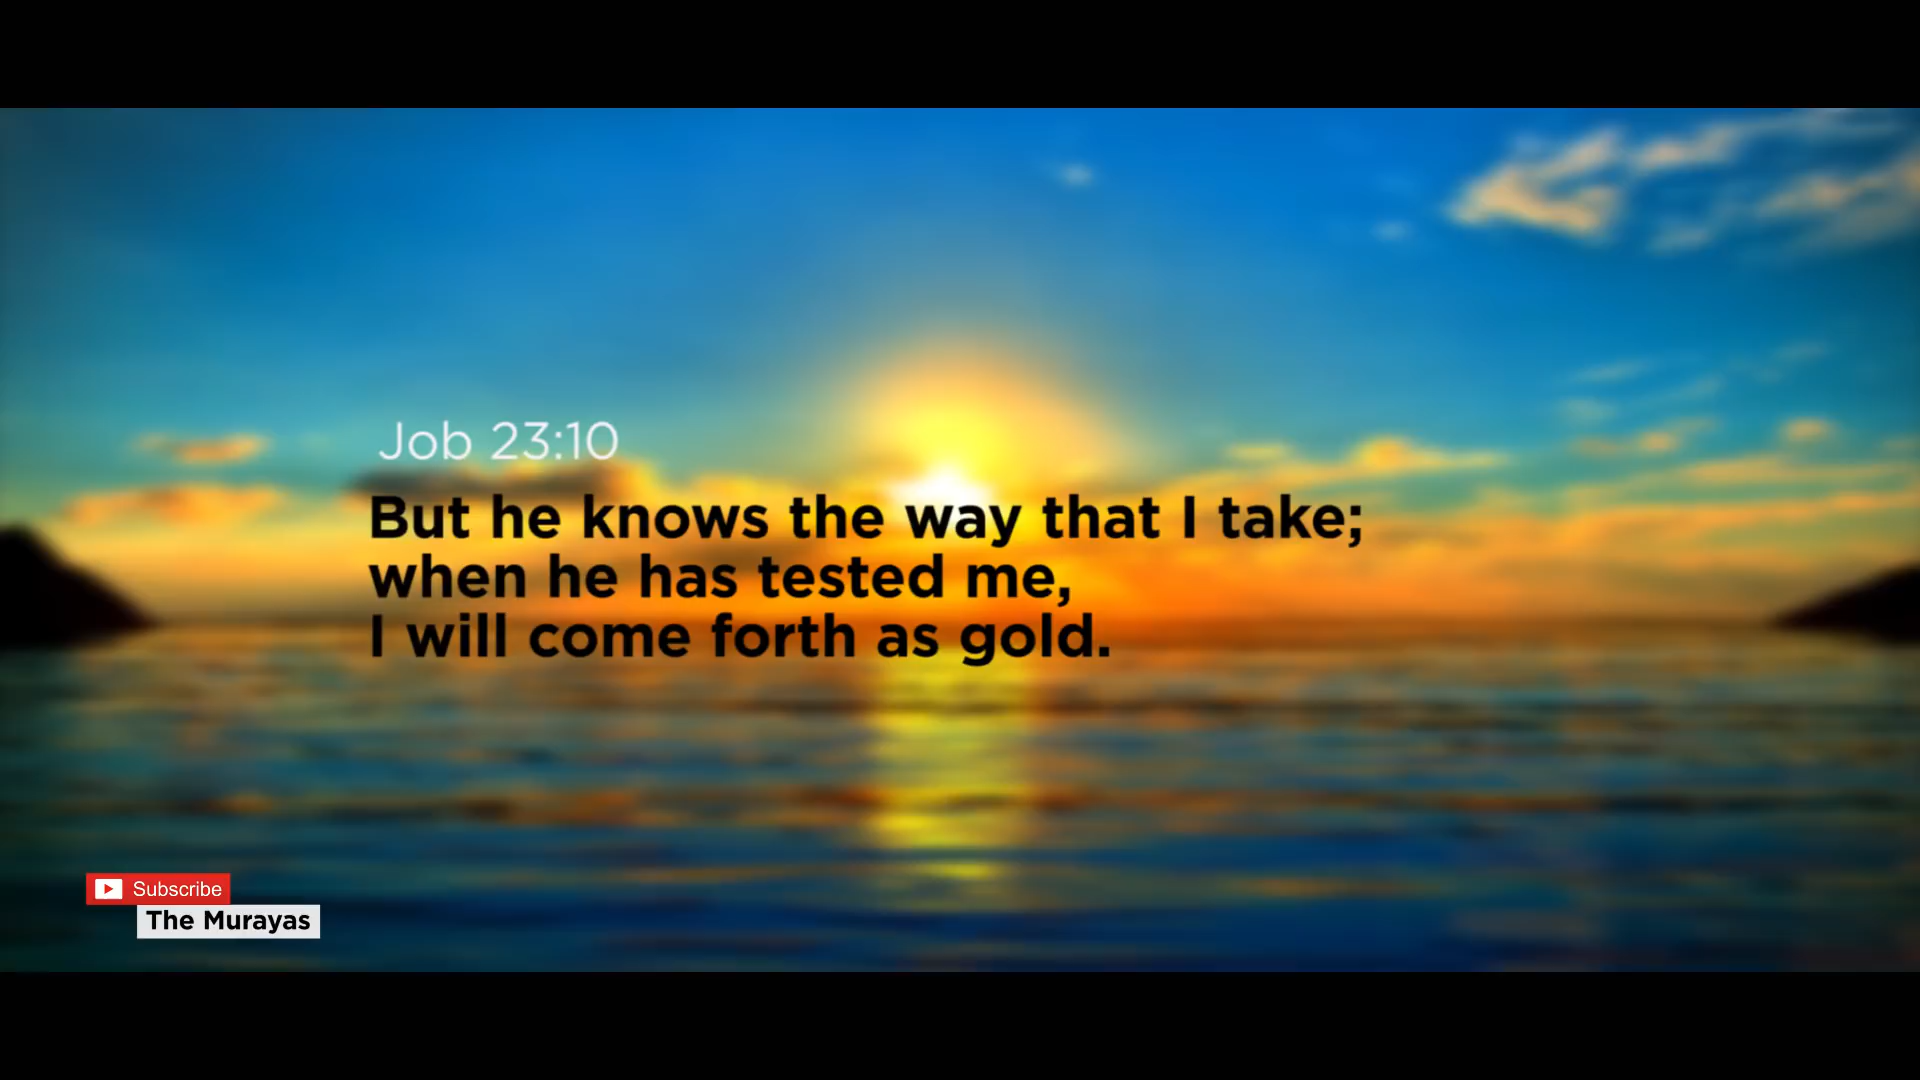 Job 23:10
But he knows the way that I take;
when he has tested me,
I will come forth as gold.
Subscribe
The Murayas